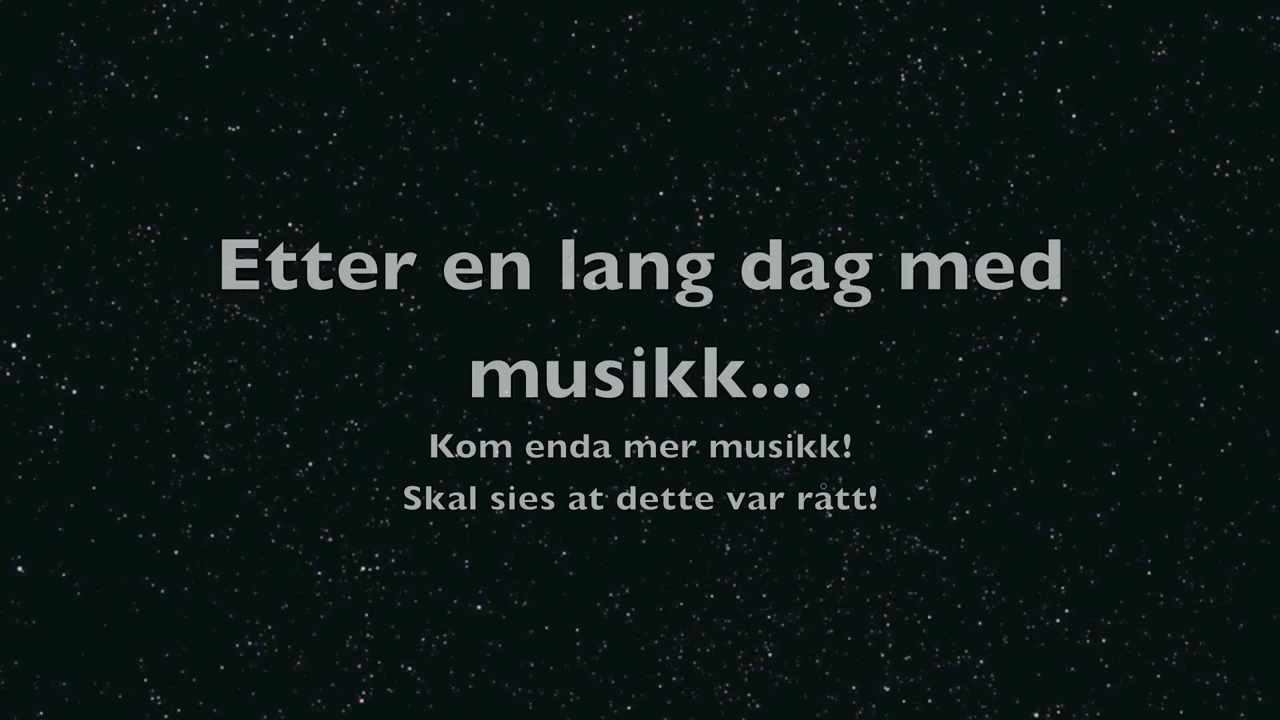 Etter en lang dag med
musikk...
Kom enda mer musikk!
Skal sies at dette var rått!